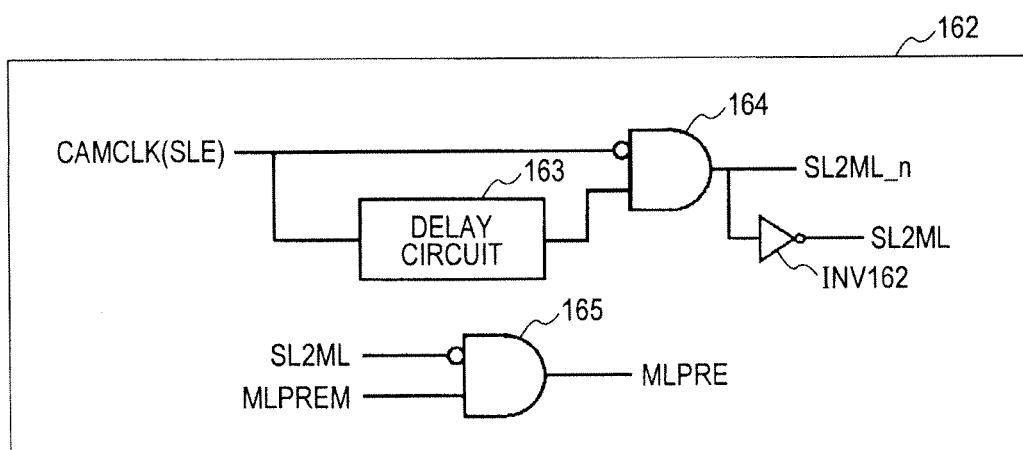 162
164
CAMCLK(SLE)
163
SL2ML_n
DELAY
CIRCUIT
SL2ML
INV162
165
SL2ML
MLPRE
MLPREM